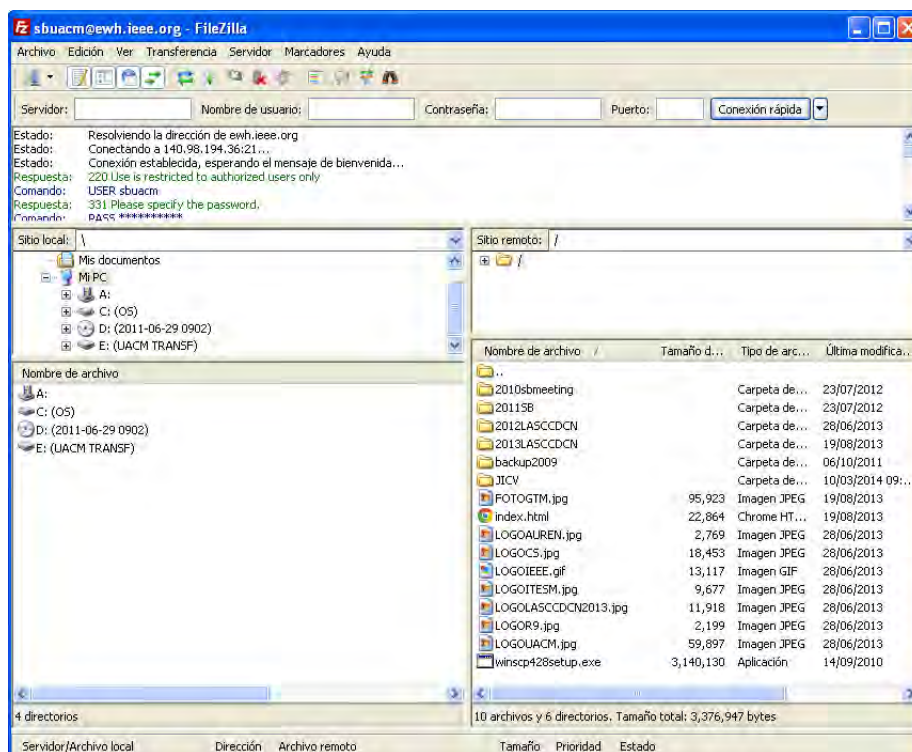 sbuacm@ewh.ieee.org - FileZilla
Archivo Edición Ver Transferencia Servidor Marcadores Ayuda
Servidor: Nombre de usuario: Contraseña: Puerto: Conexión rápida
Estado: Resolviendo la dirección de ewh.ieee.org
Estado: Conectando a 140.98.194.36:21...
Estado: Conexión establecida, esperando el mensaje de bienvenida...
Respuesta: 220 Use is restricted to authorized users only
Comando: USER sbuacm
Respuesta: 331 Please specify the password.
Comando: PASS **********
Sitio local: \
Mis documentos
Mi PC
A:
C: (OS)
D: (2011-06-29 0902)
E: (UACM TRANSF)
Nombre de archivo
A:
C: (OS)
D: (2011-06-29 0902)
E: (UACM TRANSF)
4 directorios
Sitio remoto: /
/
Nombre de archivo / Tamaño d... Tipo de arc... Última modifica...
..
2010sbmeeting Carpeta de... 23/07/2012
2011SB Carpeta de... 23/07/2012
2012LASCCDCN Carpeta de... 28/06/2013
2013LASCCDCN Carpeta de... 19/08/2013
backup2009 Carpeta de... 06/10/2011
JICV Carpeta de... 10/03/2014 09:...
FOTOGTM.jpg 95,923 Imagen JPEG 19/08/2013
index.html 22,864 Chrome HT... 19/08/2013
LOGOAUREN.jpg 2,769 Imagen JPEG 28/06/2013
LOGOCS.jpg 18,453 Imagen JPEG 28/06/2013
LOGOIEEE.gif 13,117 Imagen GIF 28/06/2013
LOGOITESM.jpg 9,677 Imagen JPEG 28/06/2013
LOGOLASCCDCN2013.jpg 11,918 Imagen JPEG 28/06/2013
LOGOR9.jpg 2,199 Imagen JPEG 28/06/2013
LOGOUACM.jpg 59,897 Imagen JPEG 28/06/2013
winscp428setup.exe 3,140,130 Aplicación 14/09/2010
10 archivos y 6 directorios. Tamaño total: 3,376,947 bytes
Servidor/Archivo local Dirección Archivo remoto Tamaño Prioridad Estado